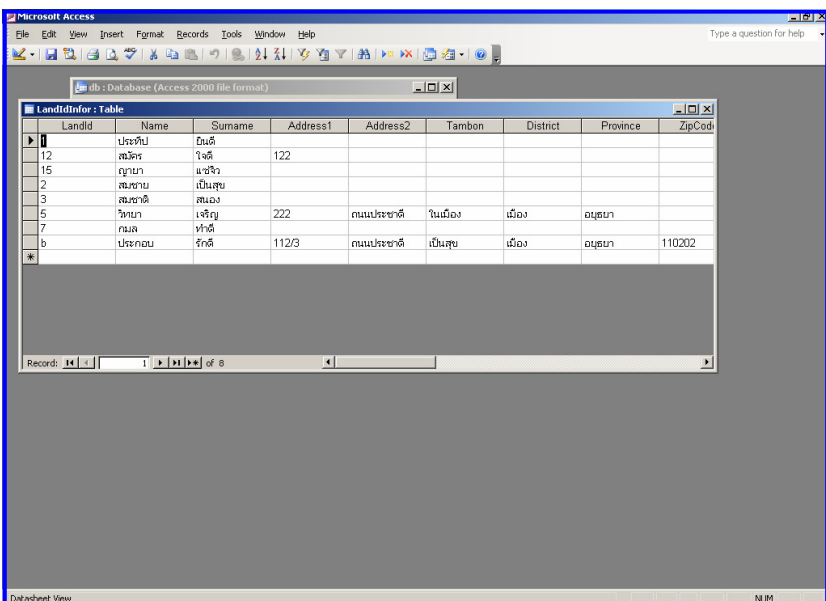 Microsoft Access
File Edit View Insert Format Records Tools Window Help Type a question for help
db : Database (Access 2000 file format)
LandIdInfor : Table
LandId Name Surname Address1 Address2 Tambon District Province ZipCode
1 ประทีป ยินดี
12 สมัคร ใจดี 122
15 ญายา แซ่จิว
2 สมชาย เป็นสุข
3 สมชาติ สนอง
5 วิทยา เจริญ 222 ถนนประชาดี ในเมือง เมือง อยุธยา
7 กมล ทำดี
b ประกอบ รักดี 112/3 ถนนประชาดี เป็นสุข เมือง อยุธยา 110202
Record: 1 of 8
Datasheet View NUM